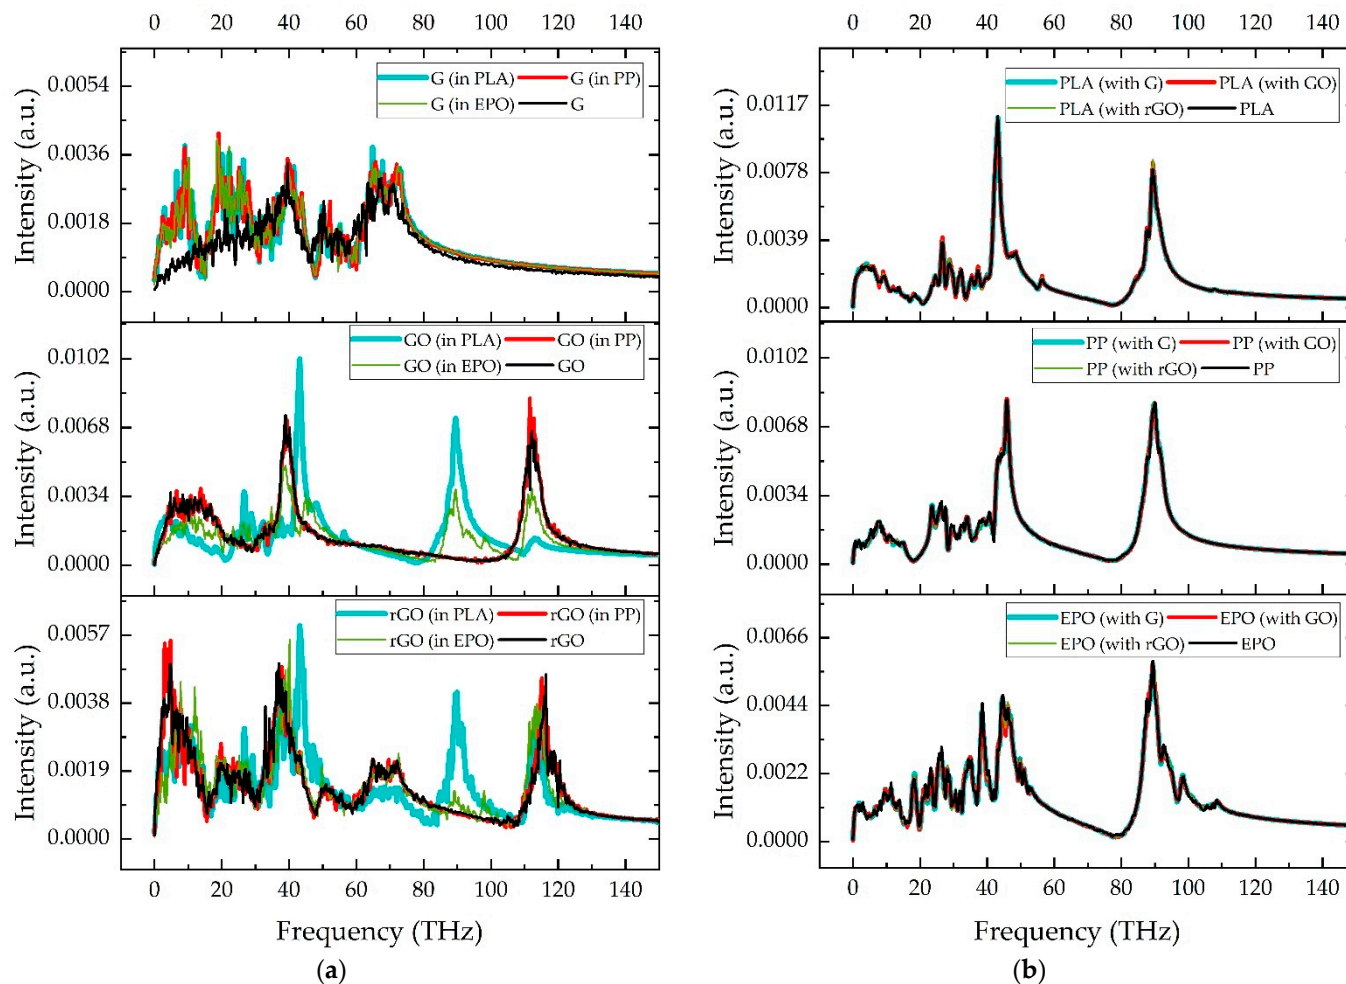 0 20 40 60 80 100 120 140
0 20 40 60 80 100 120 140
G (in PLA) G (in PP)
G (in EPO) G
0.0054
0.0036
0.0018
0.0000
Intensity (a.u.)
PLA (with G) PLA (with GO)
PLA (with rGO) PLA
0.0117
0.0078
0.0039
0.0000
Intensity (a.u.)
GO (in PLA) GO (in PP)
GO (in EPO) GO
0.0102
0.0068
0.0034
0.0000
Intensity (a.u.)
PP (with G) PP (with GO)
PP (with rGO) PP
0.0102
0.0068
0.0034
0.0000
Intensity (a.u.)
rGO (in PLA) rGO (in PP)
rGO (in EPO) rGO
0.0057
0.0038
0.0019
0.0000
Intensity (a.u.)
EPO (with G) EPO (with GO)
EPO (with rGO) EPO
0.0066
0.0044
0.0022
0.0000
Intensity (a.u.)
0 20 40 60 80 100 120 140
0 20 40 60 80 100 120 140
Frequency (THz)
Frequency (THz)
(a)
(b)